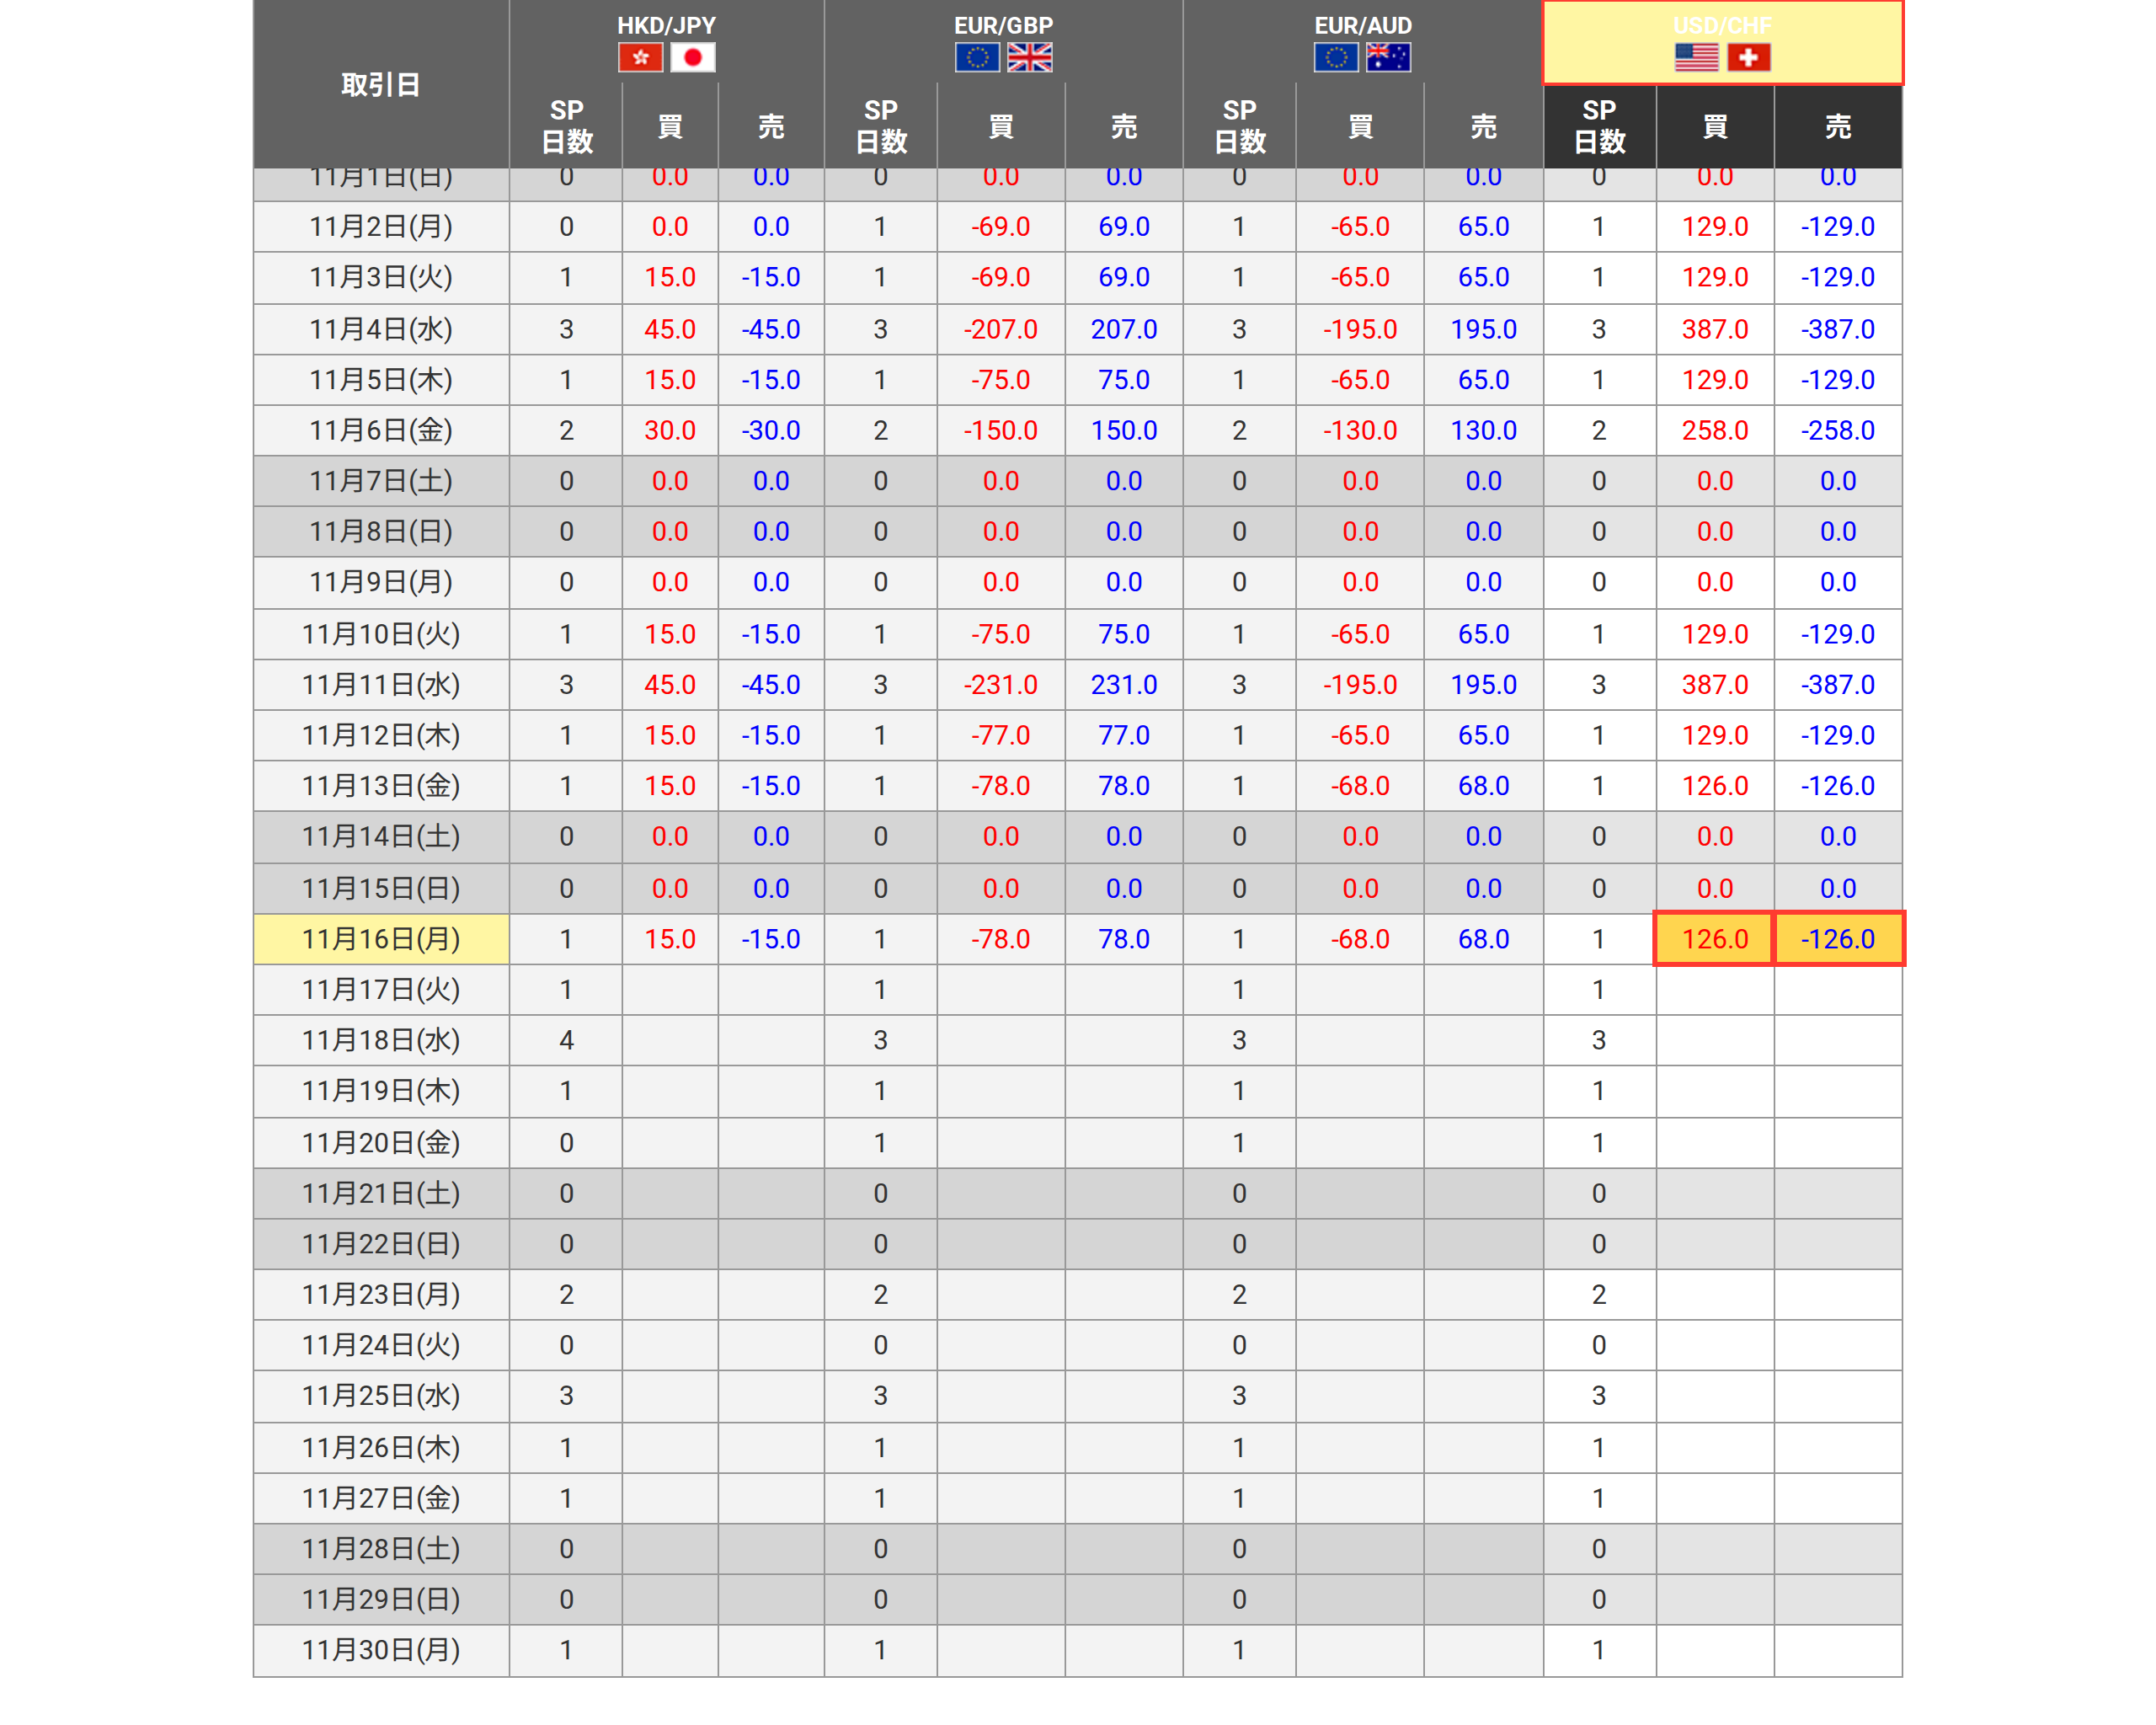 取引日 HKD/JPY EUR/GBP EUR/AUD USD/CHF
SP日数 買 売 SP日数 買 売 SP日数 買 売 SP日数 買 売
11月1日(日) 0 0.0 0.0 0 0.0 0.0 0 0.0 0.0 0 0.0 0.0
11月2日(月) 0 0.0 0.0 1 -69.0 69.0 1 -65.0 65.0 1 129.0 -129.0
11月3日(火) 1 15.0 -15.0 1 -69.0 69.0 1 -65.0 65.0 1 129.0 -129.0
11月4日(水) 3 45.0 -45.0 3 -207.0 207.0 3 -195.0 195.0 3 387.0 -387.0
11月5日(木) 1 15.0 -15.0 1 -75.0 75.0 1 -65.0 65.0 1 129.0 -129.0
11月6日(金) 2 30.0 -30.0 2 -150.0 150.0 2 -130.0 130.0 2 258.0 -258.0
11月7日(土) 0 0.0 0.0 0 0.0 0.0 0 0.0 0.0 0 0.0 0.0
11月8日(日) 0 0.0 0.0 0 0.0 0.0 0 0.0 0.0 0 0.0 0.0
11月9日(月) 0 0.0 0.0 0 0.0 0.0 0 0.0 0.0 0 0.0 0.0
11月10日(火) 1 15.0 -15.0 1 -75.0 75.0 1 -65.0 65.0 1 129.0 -129.0
11月11日(水) 3 45.0 -45.0 3 -231.0 231.0 3 -195.0 195.0 3 387.0 -387.0
11月12日(木) 1 15.0 -15.0 1 -77.0 77.0 1 -65.0 65.0 1 129.0 -129.0
11月13日(金) 1 15.0 -15.0 1 -78.0 78.0 1 -68.0 68.0 1 126.0 -126.0
11月14日(土) 0 0.0 0.0 0 0.0 0.0 0 0.0 0.0 0 0.0 0.0
11月15日(日) 0 0.0 0.0 0 0.0 0.0 0 0.0 0.0 0 0.0 0.0
11月16日(月) 1 15.0 -15.0 1 -78.0 78.0 1 -68.0 68.0 1 126.0 -126.0
11月17日(火) 1 1 1 1
11月18日(水) 4 3 3 3
11月19日(木) 1 1 1 1
11月20日(金) 0 1 1 1
11月21日(土) 0 0 0 0
11月22日(日) 0 0 0 0
11月23日(月) 2 2 2 2
11月24日(火) 0 0 0 0
11月25日(水) 3 3 3 3
11月26日(木) 1 1 1 1
11月27日(金) 1 1 1 1
11月28日(土) 0 0 0 0
11月29日(日) 0 0 0 0
11月30日(月) 1 1 1 1